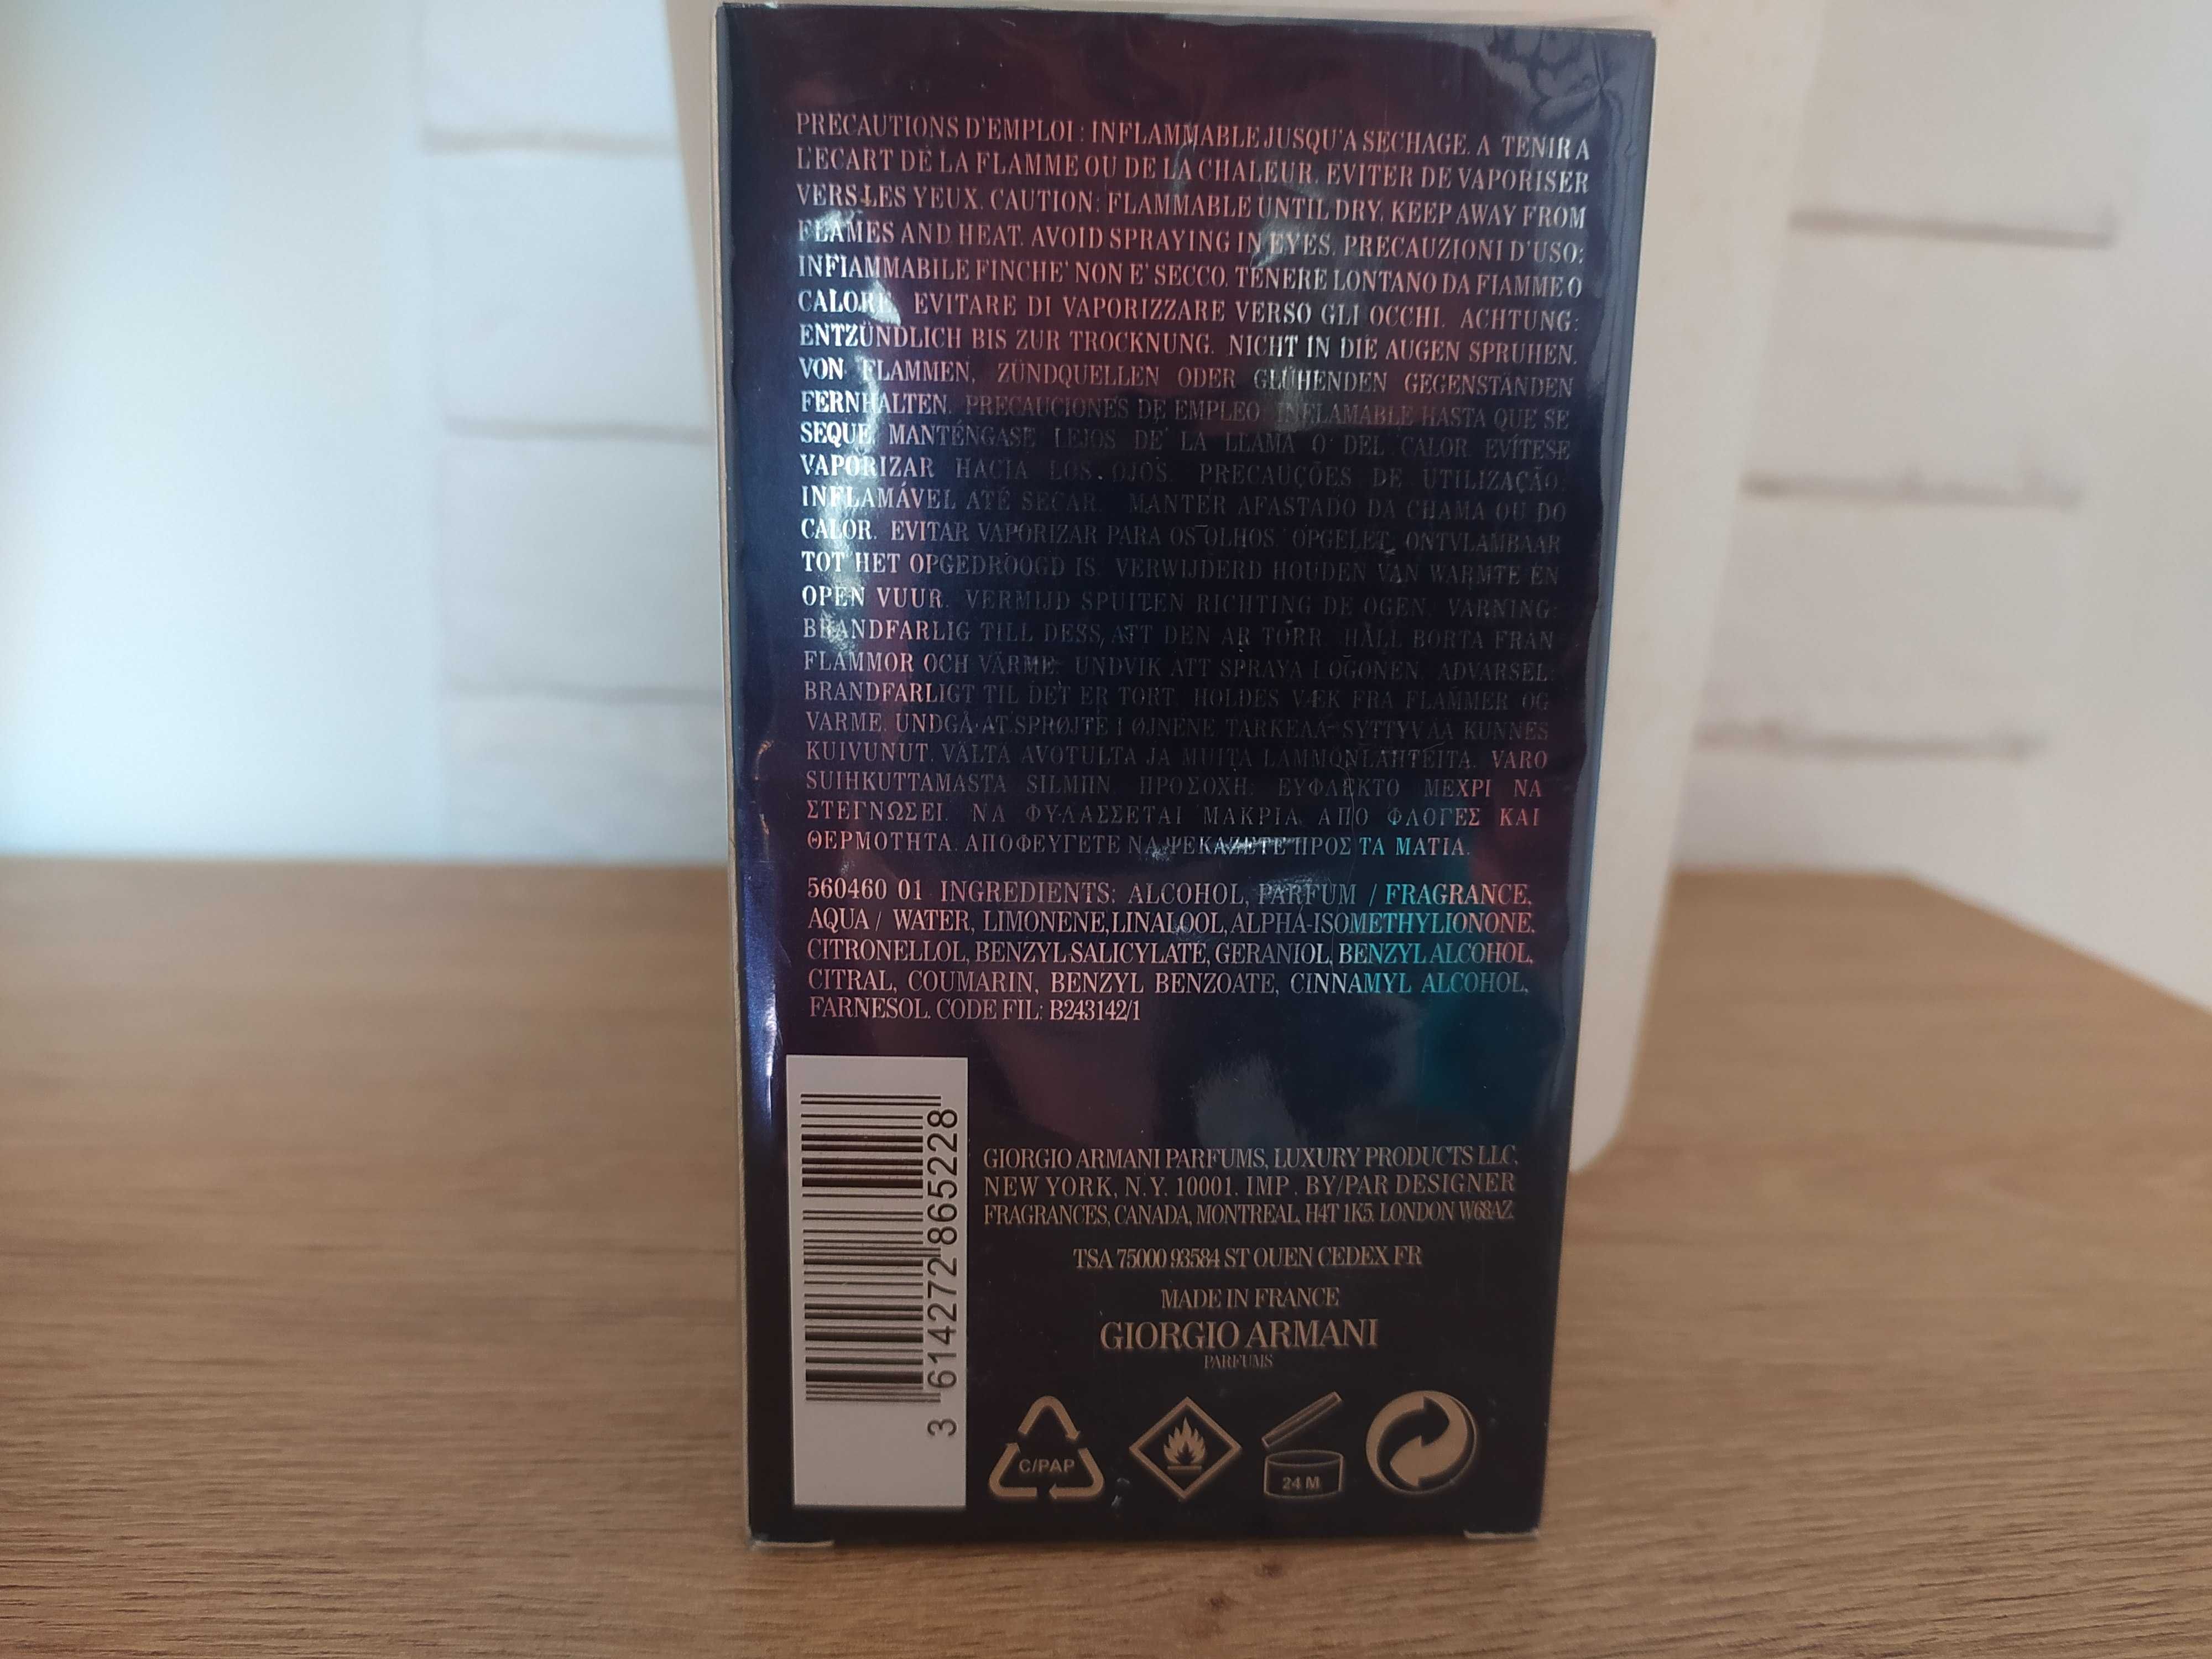 PRECAUTIONS D'EMPLOI : INFLAMMABLE JUSQU'A SECHAGE. A TENIR A
L'ECART DE LA FLAMME OU DE LA CHALEUR. EVITER DE VAPORISER
VERS LES YEUX. CAUTION: FLAMMABLE UNTIL DRY. KEEP AWAY FROM
FLAMES AND HEAT. AVOID SPRAYING IN EYES. PRECAUZIONI D'USO:
INFIAMMABILE FINCHE' NON E' SECCO. TENERE LONTANO DA FIAMME O
CALORE. EVITARE DI VAPORIZZARE VERSO GLI OCCHI. ACHTUNG:
ENTZÜNDLICH BIS ZUR TROCKNUNG. NICHT IN DIE AUGEN SPRUHEN.
VON FLAMMEN, ZÜNDQUELLEN ODER GLÜHENDEN GEGENSTÄNDEN
FERNHALTEN. PRECAUCIONES DE EMPLEO: INFLAMABLE HASTA QUE SE
SEQUE. MANTÉNGASE LEJOS DE LA LLAMA O DEL CALOR. EVÍTESE
VAPORIZAR HACIA LOS OJOS. PRECAUÇÕES DE UTILIZAÇÃO:
INFLAMÁVEL ATÉ SECAR. MANTER AFASTADO DA CHAMA OU DO
CALOR. EVITAR VAPORIZAR PARA OS OLHOS. OPGELET, ONTVLAMBAAR
TOT HET OPGEDROOGD IS. VERWIJDERD HOUDEN VAN WARMTE EN
OPEN VUUR. VERMIJD SPUITEN RICHTING DE OGEN. VARNING:
BRANDFARLIG TILL DESS, ATT DEN AR TORR. HÅLL BORTA FRÅN
FLAMMOR OCH VÄRME. UNDVIK ATT SPRAYA I OGONEN. ADVARSEL:
BRANDFARLIGT TIL DET ER TORT. HOLDES VÆK FRA FLAMMER OG
VARME. UNDGÅ AT SPRØJTE I ØJNENE. TARKEAA-SYTTYVAA KUNNES
KUIVUNUT. VÄLTA AVOTULTA JA MUITA LAMMÖNLAHTEITA. VARO
SUIHKUTTAMASTA SILMIIN. ΠΡΟΣΟΧΗ: ΕΥΦΛΕΚΤΟ ΜΕΧΡΙ ΝΑ
ΣΤΕΓΝΩΣΕΙ. ΝΑ ΦΥΛΑΣΣΕΤΑΙ ΜΑΚΡΙΑ ΑΠΟ ΦΛΟΓΕΣ ΚΑΙ
ΘΕΡΜΟΤΗΤΑ. ΑΠΟΦΕΥΓΕΤΕ ΝΑ ΨΕΚΑΖΕΤΕ ΠΡΟΣ ΤΑ ΜΑΤΙΑ.
560460 01 INGREDIENTS: ALCOHOL, PARFUM / FRAGRANCE,
AQUA / WATER, LIMONENE, LINALOOL, ALPHA-ISOMETHYL IONONE,
CITRONELLOL, BENZYL SALICYLATE, GERANIOL, BENZYL ALCOHOL,
CITRAL, COUMARIN, BENZYL BENZOATE, CINNAMYL ALCOHOL,
FARNESOL. CODE FIL: B243142/1
3 614272 865228
GIORGIO ARMANI PARFUMS, LUXURY PRODUCTS LLC,
NEW YORK, N.Y. 10001. IMP. BY/PAR DESIGNER
FRAGRANCES, CANADA, MONTREAL, H4T 1K5. LONDON W68AZ
TSA 75000 93584 ST OUEN CEDEX FR
MADE IN FRANCE
GIORGIO ARMANI
PARFUMS
C/PAP
24 M